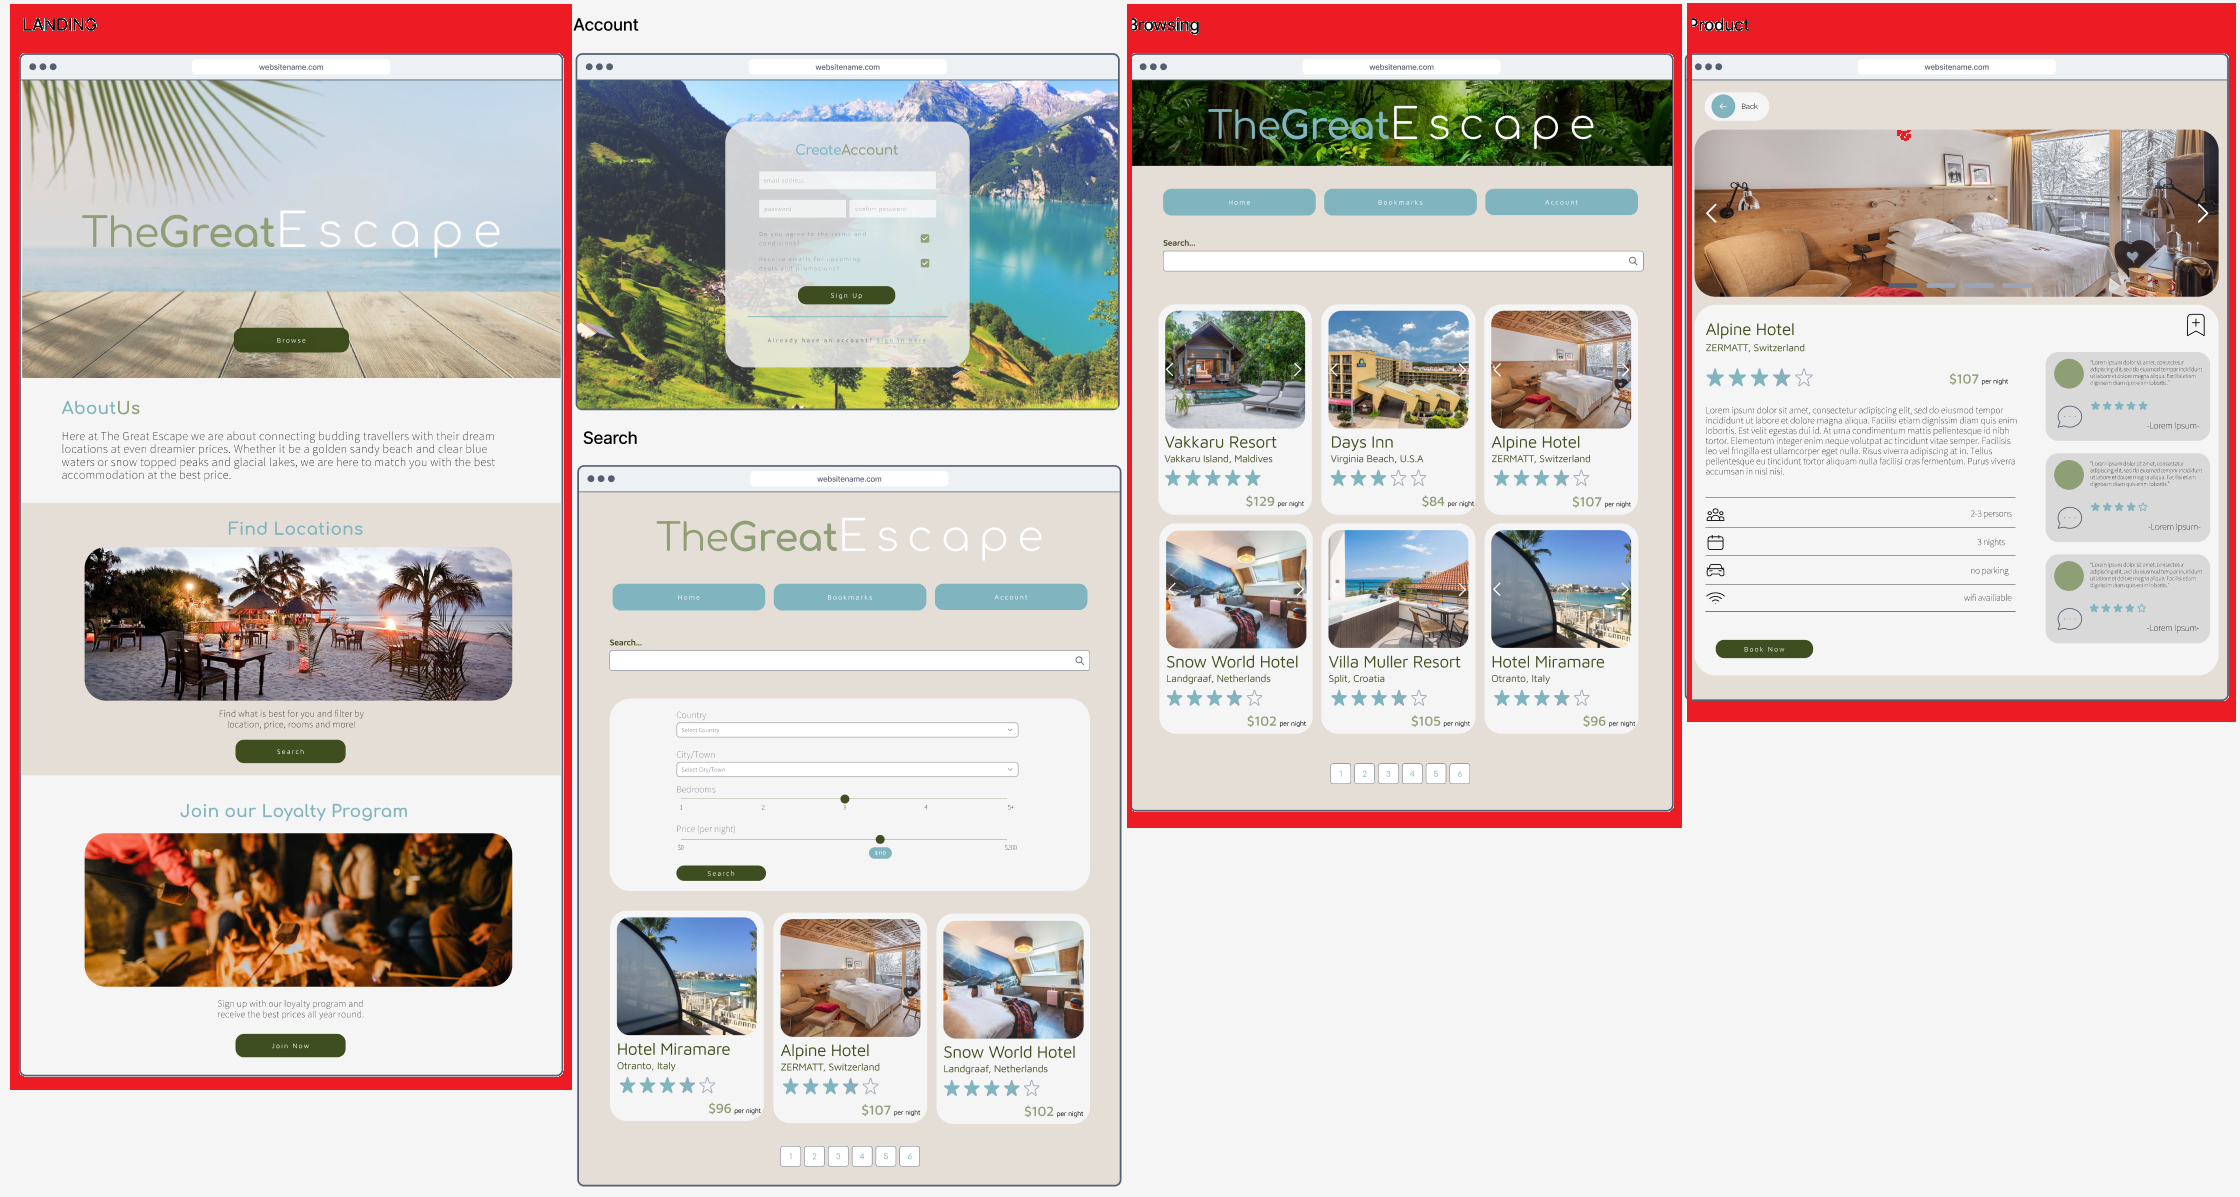 LANDING
websitename.com
TheGreatEscape
Browse
AboutUs
Here at The Great Escape we are about connecting budding travellers with their dream
locations at even dreamier prices. Whether it be a golden sandy beach and clear blue
waters or snow topped peaks and glacial lakes, we are here to match you with the best
accommodation at the best price.
Find Locations
Find what is best for you and filter by
location, price, rooms and more!
Search
Join our Loyalty Program
Sign up with our loyalty program and
receive the best prices all year round.
Join Now
Account
websitename.com
CreateAccount
email address
password
confirm password
Do you agree to the terms and
conditions?
Receive emails for upcoming
deals and promotions?
Sign Up
Already have an account? Sign in here
Search
websitename.com
TheGreatEscape
Home
Bookmarks
Account
Search...
Country
Select Country
City/Town
Select City/Town
Bedrooms
1 2 3 4 5+
Price (per night)
$0 $200
Search
Hotel Miramare
Otranto, Italy
$96 per night
Alpine Hotel
ZERMATT, Switzerland
$107 per night
Snow World Hotel
Landgraaf, Netherlands
$102 per night
1 2 3 4 5 6
Browsing
websitename.com
TheGreatEscape
Home
Bookmarks
Account
Search...
Vakkaru Resort
Vakkaru Island, Maldives
$129 per night
Days Inn
Virginia Beach, U.S.A
$84 per night
Alpine Hotel
ZERMATT, Switzerland
$107 per night
Snow World Hotel
Landgraaf, Netherlands
$102 per night
Villa Muller Resort
Split, Croatia
$105 per night
Hotel Miramare
Otranto, Italy
$96 per night
1 2 3 4 5 6
Product
websitename.com
Back
Alpine Hotel
ZERMATT, Switzerland
$107 per night
Lorem ipsum dolor sit amet, consectetur adipiscing elit, sed do eiusmod tempor
incididunt ut labore et dolore magna aliqua. Facilisi etiam dignissim diam quis enim
lobortis. Est velit egestas dui id. At urna condimentum mattis pellentesque id nibh
tortor. Elementum integer enim neque volutpat ac tincidunt vitae semper. Facilisis
leo vel fringilla est ullamcorper eget nulla. Risus viverra adipiscing at in. Tellus
pellentesque eu tincidunt tortor aliquam nulla facilisi cras fermentum. Purus viverra
accumsan in nisl nisi.
2-3 persons
3 nights
no parking
wifi availiable
Book Now
"Lorem ipsum dolor sit amet, consectetur
adipiscing elit, sed do eiusmod tempor incididunt
ut labore et dolore magna aliqua. Facilisi etiam
dignissim diam quis enim lobortis."
-Lorem Ipsum-
"Lorem ipsum dolor sit amet, consectetur
adipiscing elit, sed do eiusmod tempor incididunt
ut labore et dolore magna aliqua. Facilisi etiam
dignissim diam quis enim lobortis."
-Lorem Ipsum-
"Lorem ipsum dolor sit amet, consectetur
adipiscing elit, sed do eiusmod tempor incididunt
ut labore et dolore magna aliqua. Facilisi etiam
dignissim diam quis enim lobortis."
-Lorem Ipsum-